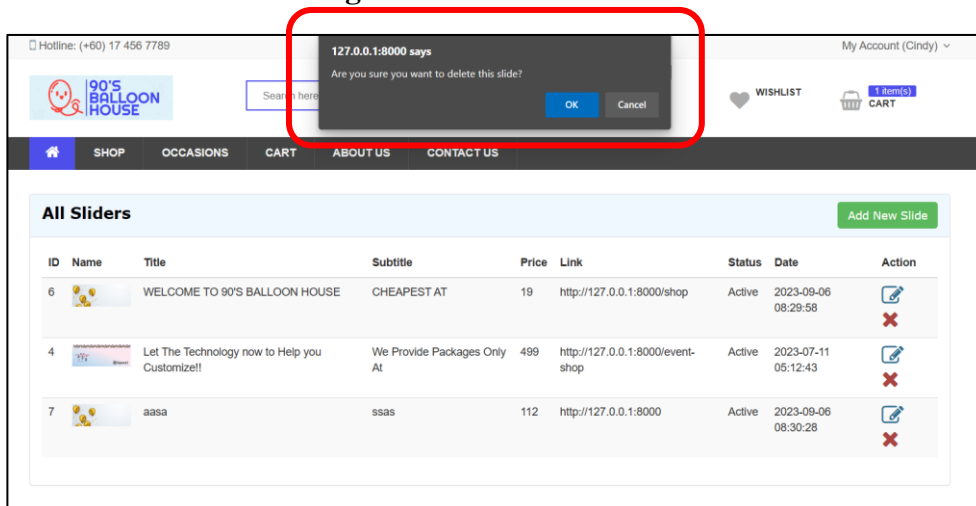 Hotline: (+60) 17 456 7789
127.0.0.1:8000 says
Are you sure you want to delete this slide?
OK Cancel
My Account (Cindy)
90'S
BALLOON
HOUSE
Search here
WISHLIST
1 item(s)
CART
SHOP OCCASIONS CART ABOUT US CONTACT US
All Sliders
Add New Slide
ID Name Title Subtitle Price Link Status Date Action
6 WELCOME TO 90'S BALLOON HOUSE CHEAPEST AT 19 http://127.0.0.1:8000/shop Active 2023-09-06
08:29:58
4 Let The Technology now to Help you We Provide Packages Only 499 http://127.0.0.1:8000/event- Active 2023-07-11
Customize!! At shop 05:12:43
7 aasa ssas 112 http://127.0.0.1:8000 Active 2023-09-06
08:30:28